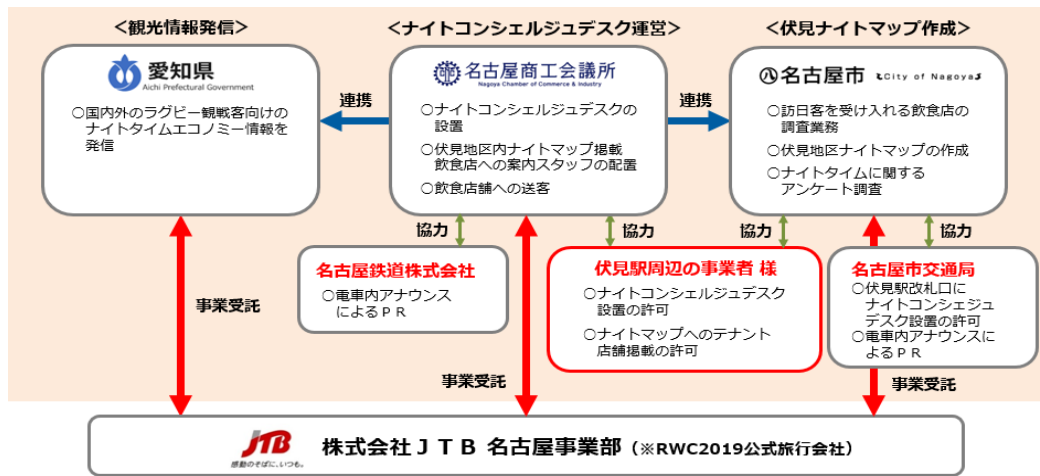 <観光情報発信>
<ナイトコンシェルジュデスク運営>
<伏見ナイトマップ作成>
愛知県
Aichi Prefectural Government
○国内外のラグビー観戦客向けの
ナイトタイムエコノミー情報を
発信
連携
名古屋商工会議所
Nagoya Chamber of Commerce & Industry
○ナイトコンシェルジュデスクの
設置
○伏見地区内ナイトマップ掲載
飲食店への案内スタッフの配置
○飲食店舗への送客
連携
名古屋市 City of Nagoya
○訪日客を受け入れる飲食店の
調査業務
○伏見地区ナイトマップの作成
○ナイトタイムに関する
アンケート調査
協力
協力
協力
協力
名古屋鉄道株式会社
○電車内アナウンス
によるPR
伏見駅周辺の事業者 様
○ナイトコンシェルジュデスク
設置の許可
○ナイトマップへのテナント
店舗掲載の許可
名古屋市交通局
○伏見駅改札口に
ナイトコンシェジュ
デスク設置の許可
○電車内アナウンスに
よるPR
事業受託
事業受託
事業受託
JTB
感動のそばに、いつも。
株式会社JTB 名古屋事業部(※RWC2019公式旅行会社)